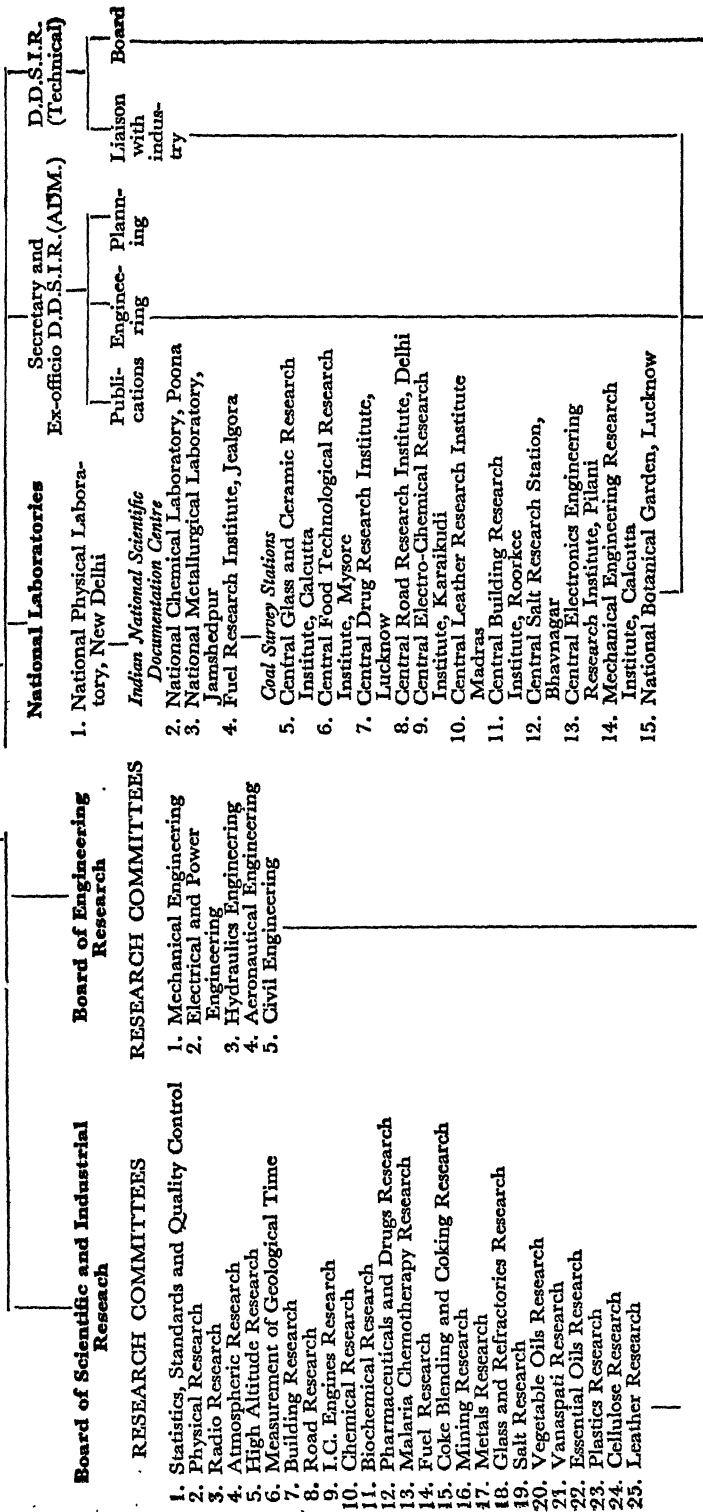 Board of Scientific and Industrial
Reseach
RESEARCH COMMITTEES
1. Statistics, Standards and Quality Control
2. Physical Research
3. Radio Research
4. Atmospheric Research
5. High Altitude Research
6. Measurement of Geological Time
7. Building Research
8. Road Research
9. I.C. Engines Research
10. Chemical Research
11. Biochemical Research
12. Pharmaceuticals and Drugs Research
13. Malaria Chemotherapy Research
14. Fuel Research
15. Coke Blending and Coking Research
16. Mining Research
17. Metals Research
18. Glass and Refractories Research
19. Salt Research
20. Vegetable Oils Research
21. Vanaspati Research
22. Essential Oils Research
23. Plastics Research
24. Cellulose Research
25. Leather Research
Board of Engineering
Research
RESEARCH COMMITTEES
1. Mechanical Engineering
2. Electrical and Power
Engineering
3. Hydraulics Engineering
4. Aeronautical Engineering
5. Civil Engineering
National Laboratories
1. National Physical Labora-
tory, New Delhi
Indian National Scientific
Documentation Centre
2. National Chemical Laboratory, Poona
3. National Metallurgical Laboratory,
Jamshedpur
4. Fuel Research Institute, Jealgora
Coal Survey Stations
5. Central Glass and Ceramic Research
Institute, Calcutta
6. Central Food Technological Research
Institute, Mysore
7. Central Drug Research Institute,
Lucknow
8. Central Road Research Institute, Delhi
9. Central Electro-Chemical Research
Institute, Karaikudi
10. Central Leather Research Institute
Madras
11. Central Building Research
Institute, Roorkee
12. Central Salt Research Station,
Bhavnagar
13. Central Electronics Engineering
Research Institute, Pilani
14. Mechanical Engineering Research
Institute, Calcutta
15. National Botanical Garden, Lucknow
Secretary and
Ex-officio D.D.S.I.R.(ADM.)
Publi-
cations
Enginee-
ring
Plann-
ing
D.D.S.I.R.
(Technical)
Liaison
with
indus-
try
Board